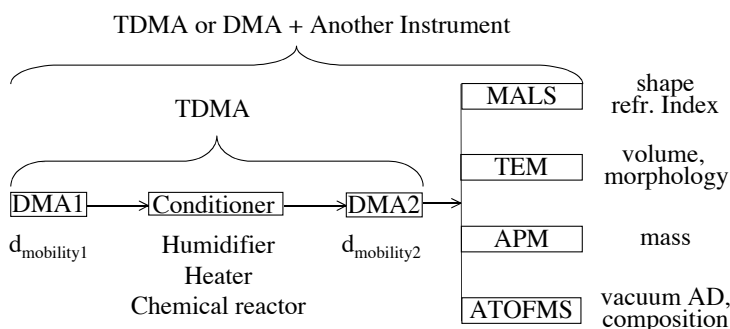 TDMA or DMA + Another Instrument
MALS
shape
refr. Index
TDMA
TEM
volume,
morphology
DMA1
Conditioner
DMA2
dmobility1
Humidifier
Heater
Chemical reactor
dmobility2
APM
mass
ATOFMS
vacuum AD,
composition